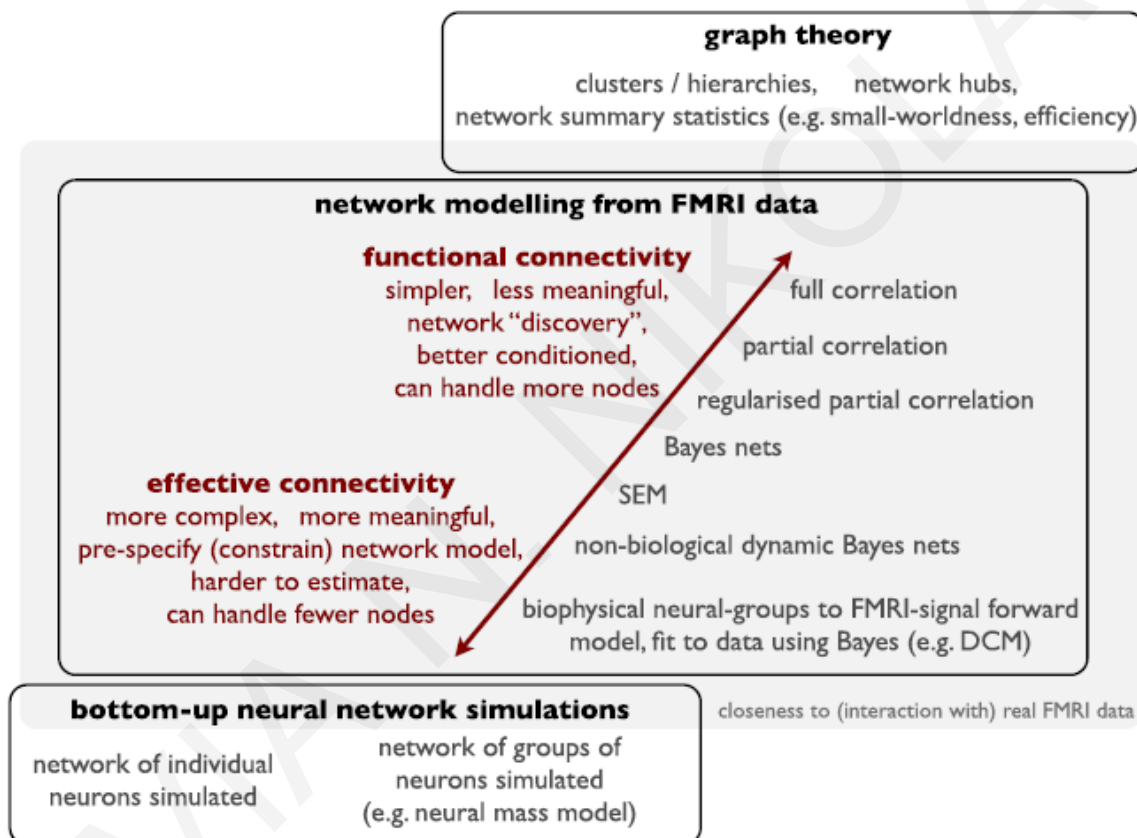 graph theory
clusters / hierarchies, network hubs,
network summary statistics (e.g. small-worldness, efficiency)
network modelling from FMRI data
functional connectivity
simpler, less meaningful,
network “discovery”,
better conditioned,
can handle more nodes
full correlation
partial correlation
regularised partial correlation
Bayes nets
SEM
non-biological dynamic Bayes nets
biophysical neural-groups to FMRI-signal forward
model, fit to data using Bayes (e.g. DCM)
effective connectivity
more complex, more meaningful,
pre-specify (constrain) network model,
harder to estimate,
can handle fewer nodes
bottom-up neural network simulations
network of individual
neurons simulated
network of groups of
neurons simulated
(e.g. neural mass model)
closeness to (interaction with) real FMRI data